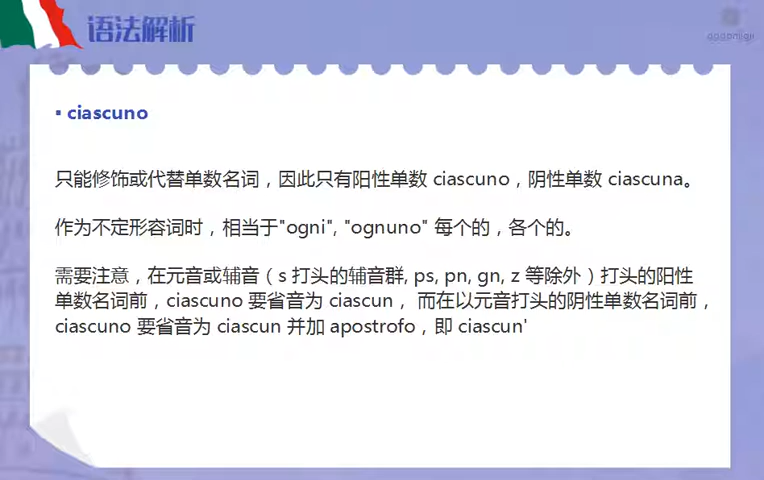 语法解析
▪ ciascuno
只能修饰或代替单数名词，因此只有阳性单数 ciascuno，阴性单数 ciascuna。
作为不定形容词时，相当于"ogni", "ognuno" 每个的，各个的。
需要注意，在元音或辅音（s 打头的辅音群, ps, pn, gn, z 等除外）打头的阳性
单数名词前，ciascuno 要省音为 ciascun， 而在以元音打头的阴性单数名词前，
ciascuno 要省音为 ciascun 并加 apostrofo，即 ciascun'